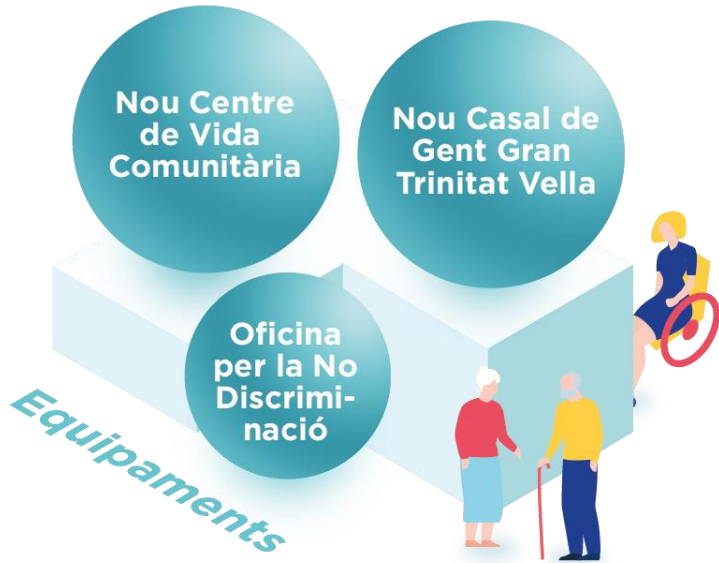 Nou Centre
de Vida
Comunitària
Nou Casal de
Gent Gran
Trinitat Vella
Oficina
per la No
Discrimi-
nació
Equipaments